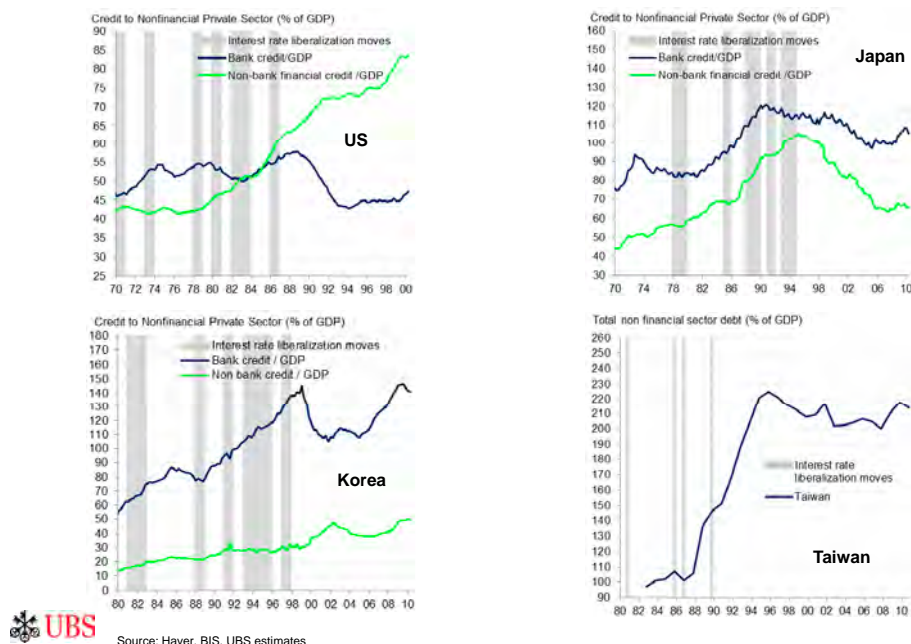 Credit to Nonfinancial Private Sector (% of GDP)
90
85
80
75
70
65
60
55
50
45
40
35
30
25
Interest rate liberalization moves
Bank credit/GDP
Non-bank financial credit /GDP
US
70 72 74 76 78 80 82 84 86 88 90 92 94 96 98 00
Credit to Nonfinancial Private Sector (% of GDP)
160
150
140
130
120
110
100
90
80
70
60
50
40
30
Interest rate liberalization moves
Bank credit/GDP
Non-bank financial credit /GDP
Japan
70 74 78 82 86 90 94 98 02 06 10
Credit to Nonfinancial Private Sector (% of GDP)
180
170
160
150
140
130
120
110
100
90
80
70
60
50
40
30
20
10
0
Interest rate liberalization moves
Bank credit / GDP
Non bank credit / GDP
Korea
80 82 84 86 88 90 92 94 96 98 00 02 04 06 08 10
Total non financial sector debt (% of GDP)
260
250
240
230
220
210
200
190
180
170
160
150
140
130
120
110
100
90
Interest rate
liberalization moves
Taiwan
Taiwan
80 82 84 86 88 90 92 94 96 98 00 02 04 06 08 10
UBS
Source: Haver, BIS, UBS estimates